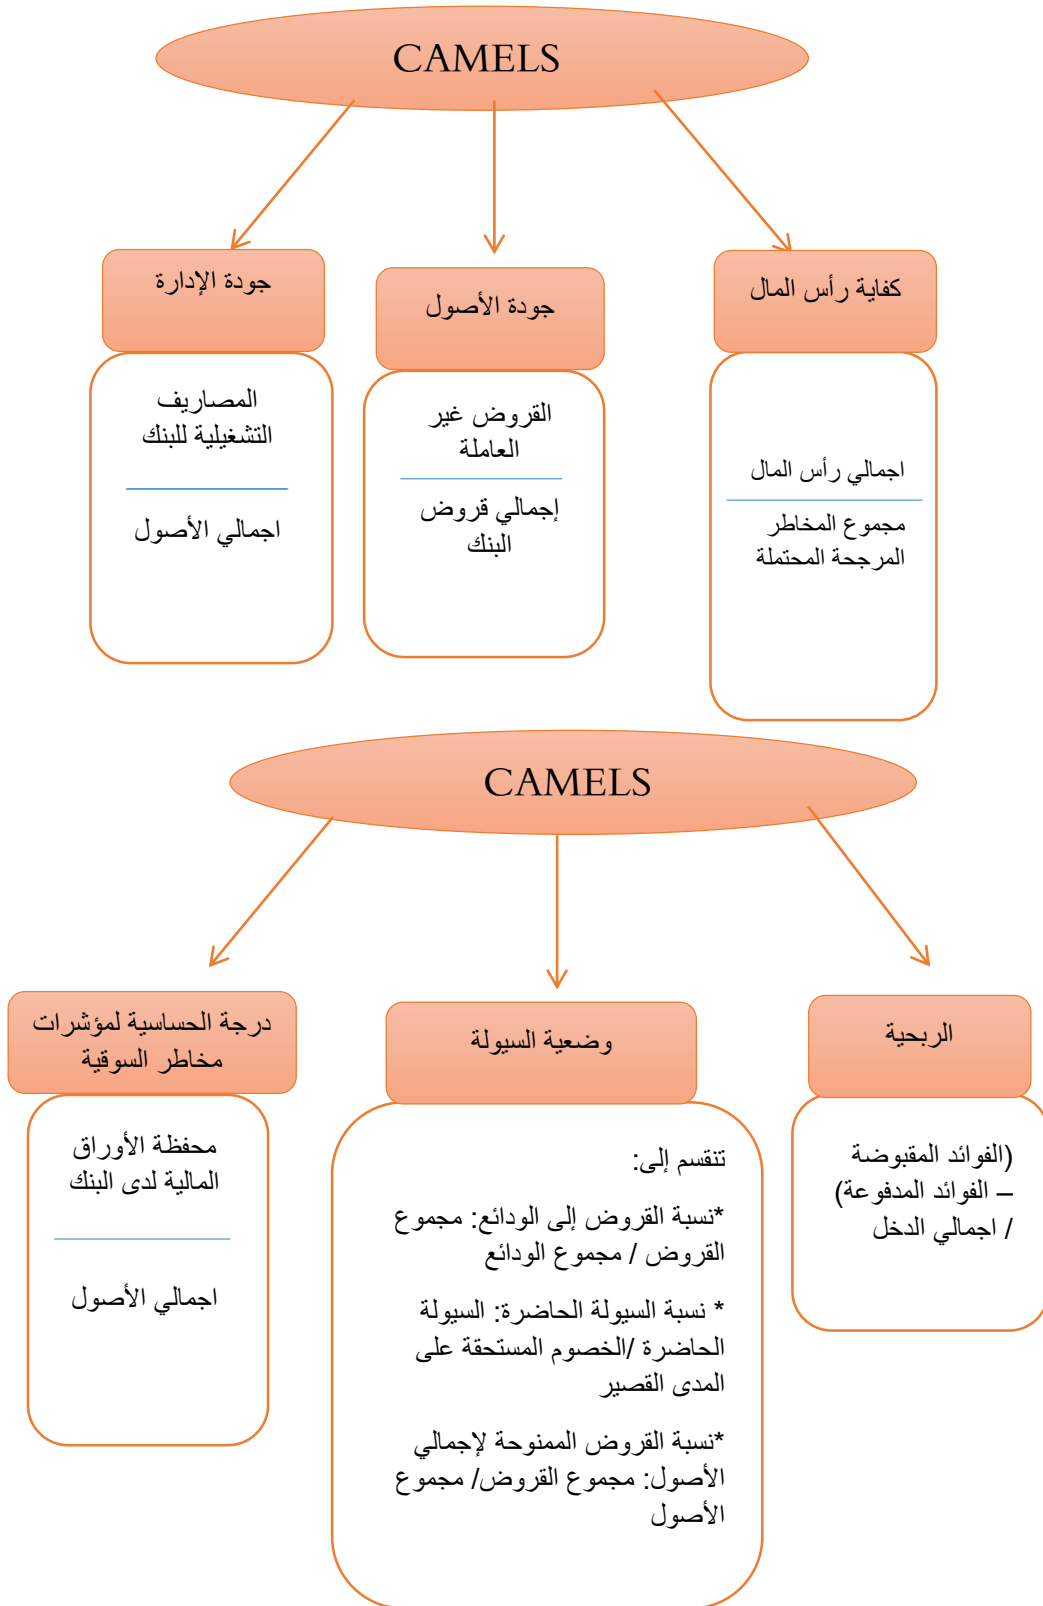 CAMELS
كفاية رأس المال
اجمالي رأس المال
مجموع المخاطر
المرجحة المحتملة
جودة الأصول
القروض غير
العاملة
إجمالي قروض
البنك
جودة الإدارة
المصاريف
التشغيلية للبنك
اجمالي الأصول
CAMELS
الربحية
(الفوائد المقبوضة
– الفوائد المدفوعة)
/ اجمالي الدخل
وضعية السيولة
تنقسم إلى:
*نسبة القروض إلى الودائع: مجموع
القروض / مجموع الودائع
* نسبة السيولة الحاضرة: السيولة
الحاضرة /الخصوم المستحقة على
المدى القصير
*نسبة القروض الممنوحة لإجمالي
الأصول: مجموع القروض/ مجموع
الأصول
درجة الحساسية لمؤشرات
مخاطر السوقية
محفظة الأوراق
المالية لدى البنك
اجمالي الأصول